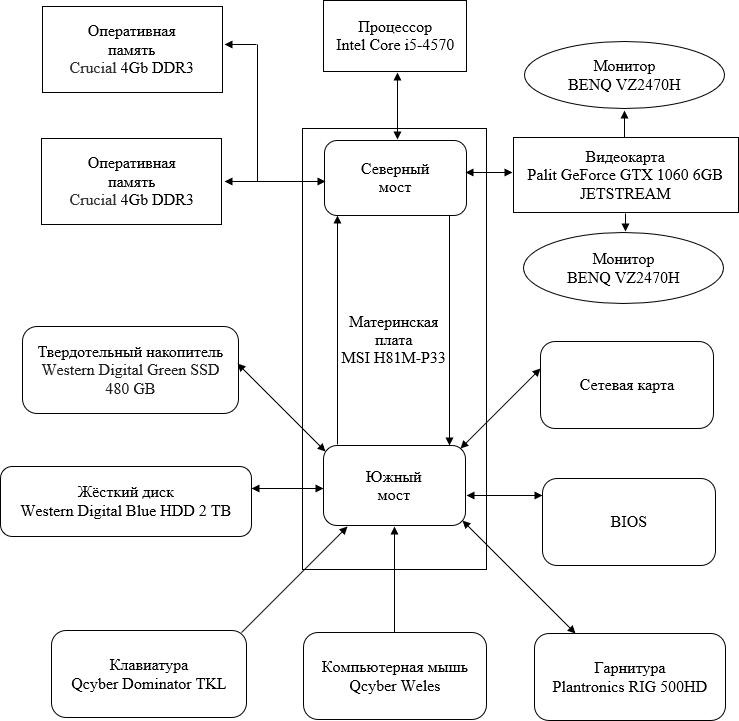 Оперативная
память
Crucial 4Gb DDR3
Процессор
Intel Core i5-4570
Монитор
BENQ VZ2470H
Оперативная
память
Crucial 4Gb DDR3
Северный
мост
Видеокарта
Palit GeForce GTX 1060 6GB
JETSTREAM
Монитор
BENQ VZ2470H
Материнская
плата
MSI H81M-P33
Твердотельный накопитель
Western Digital Green SSD
480 GB
Сетевая карта
Жёсткий диск
Western Digital Blue HDD 2 TB
Южный
мост
BIOS
Клавиатура
Qcyber Dominator TKL
Компьютерная мышь
Qcyber Weles
Гарнитура
Plantronics RIG 500HD